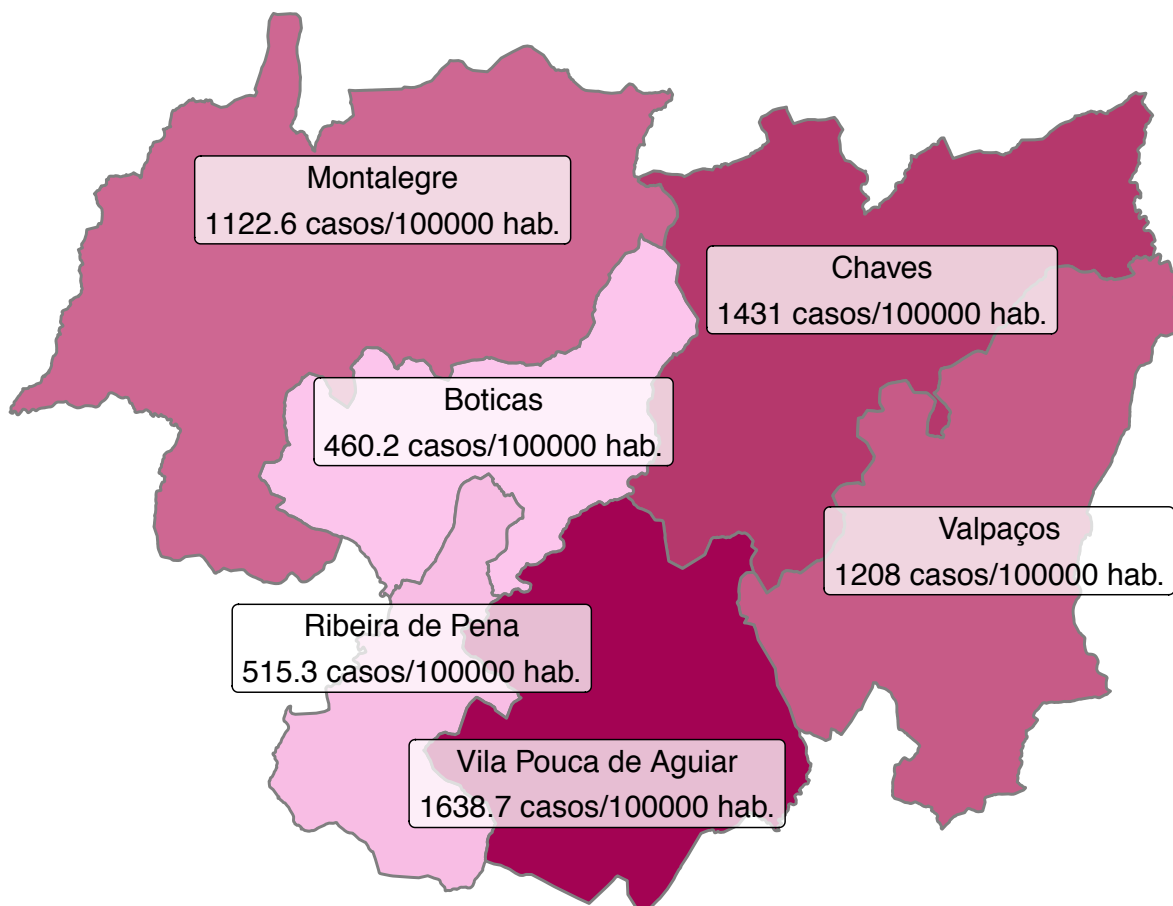 Montalegre
1122.6 casos/100000 hab.
Chaves
1431 casos/100000 hab.
Boticas
460.2 casos/100000 hab.
Valpaços
1208 casos/100000 hab.
Ribeira de Pena
515.3 casos/100000 hab.
Vila Pouca de Aguiar
1638.7 casos/100000 hab.